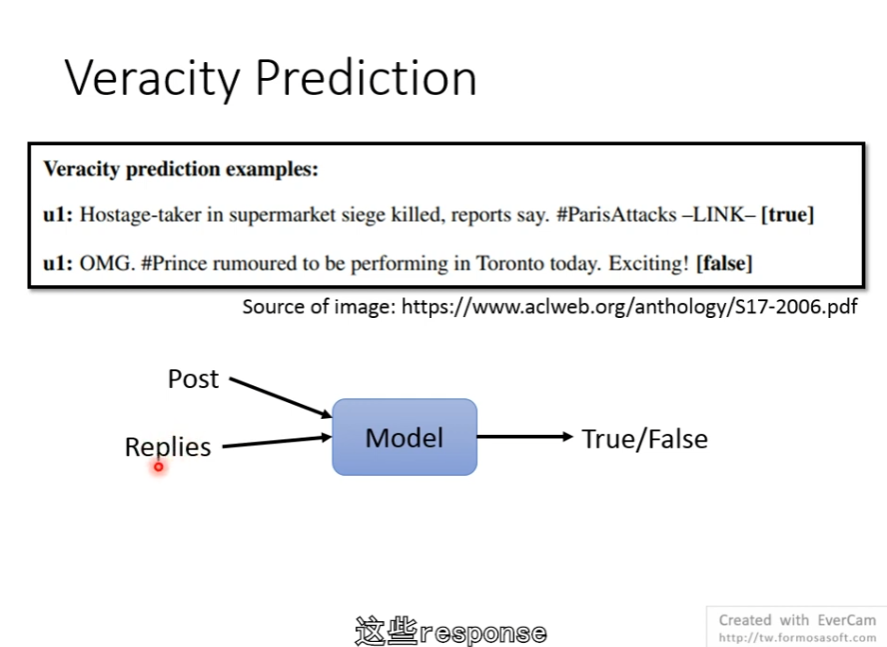 Veracity Prediction
Veracity prediction examples:
u1: Hostage-taker in supermarket siege killed, reports say. #ParisAttacks –LINK– [true]
u1: OMG. #Prince rumoured to be performing in Toronto today. Exciting! [false]
Source of image: https://www.aclweb.org/anthology/S17-2006.pdf
Post
Replies
Model
True/False
这些response
Created with EverCam
http://tw.formosasoft.com